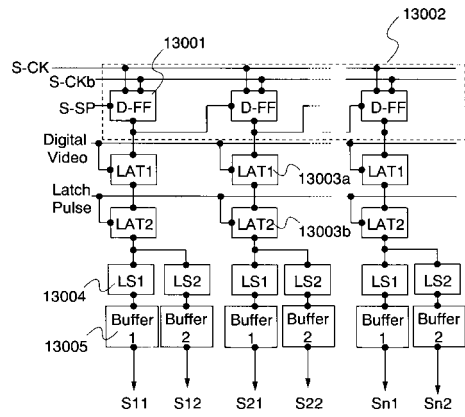 13001
13002
S-CK
S-CKb
S-SP
D-FF
D-FF
D-FF
Digital
Video
LAT1
LAT1
LAT1
13003a
Latch
Pulse
LAT2
LAT2
LAT2
13003b
13004
LS1
LS2
LS1
LS2
LS1
LS2
13005
Buffer
1
Buffer
2
Buffer
1
Buffer
2
Buffer
1
Buffer
2
S11
S12
S21
S22
Sn1
Sn2